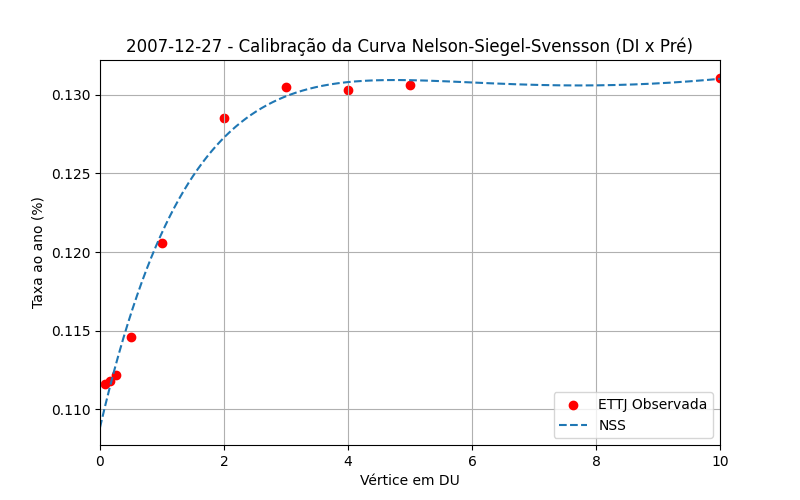 2007-12-27 - Calibração da Curva Nelson-Siegel-Svensson (DI x Pré)
Taxa ao ano (%)
0.130
0.125
0.120
0.115
0.110
ETTJ Observada
NSS
0 2 4 6 8 10
Vértice em DU